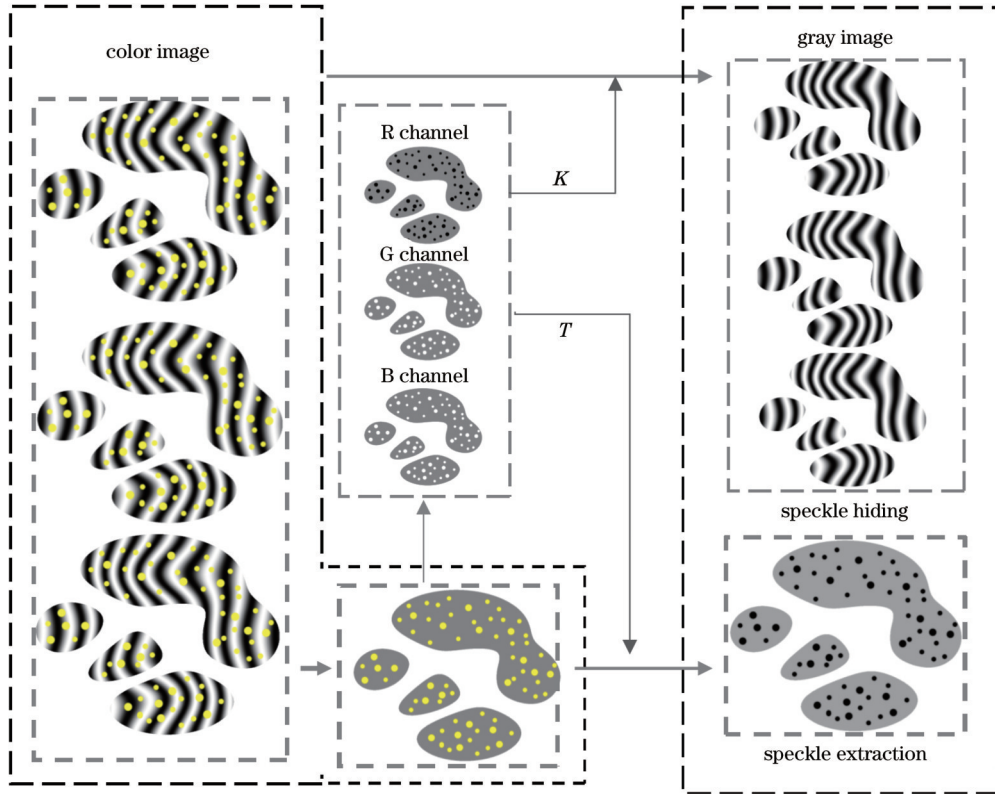 color image
R channel
K
G channel
T
B channel
gray image
speckle hiding
speckle extraction